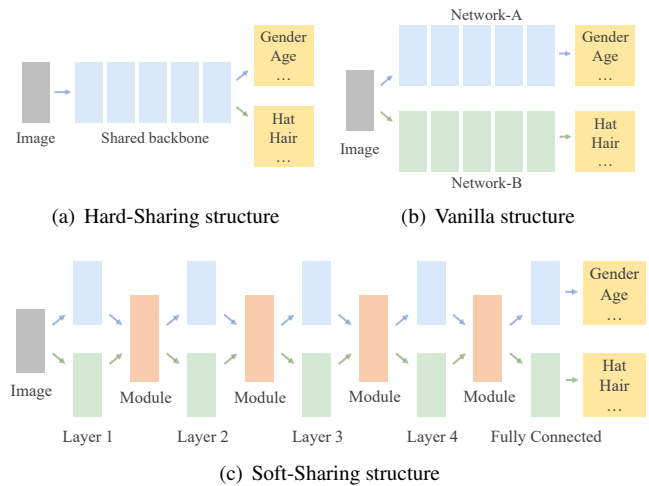 Gender
Age
...
Image
Shared backbone
Hat
Hair
...
(a) Hard-Sharing structure
Network-A
Gender
Age
...
Image
Hat
Hair
...
Network-B
(b) Vanilla structure
Gender
Age
...
Image
Module
Module
Module
Module
Hat
Hair
...
Layer 1
Layer 2
Layer 3
Layer 4
Fully Connected
(c) Soft-Sharing structure